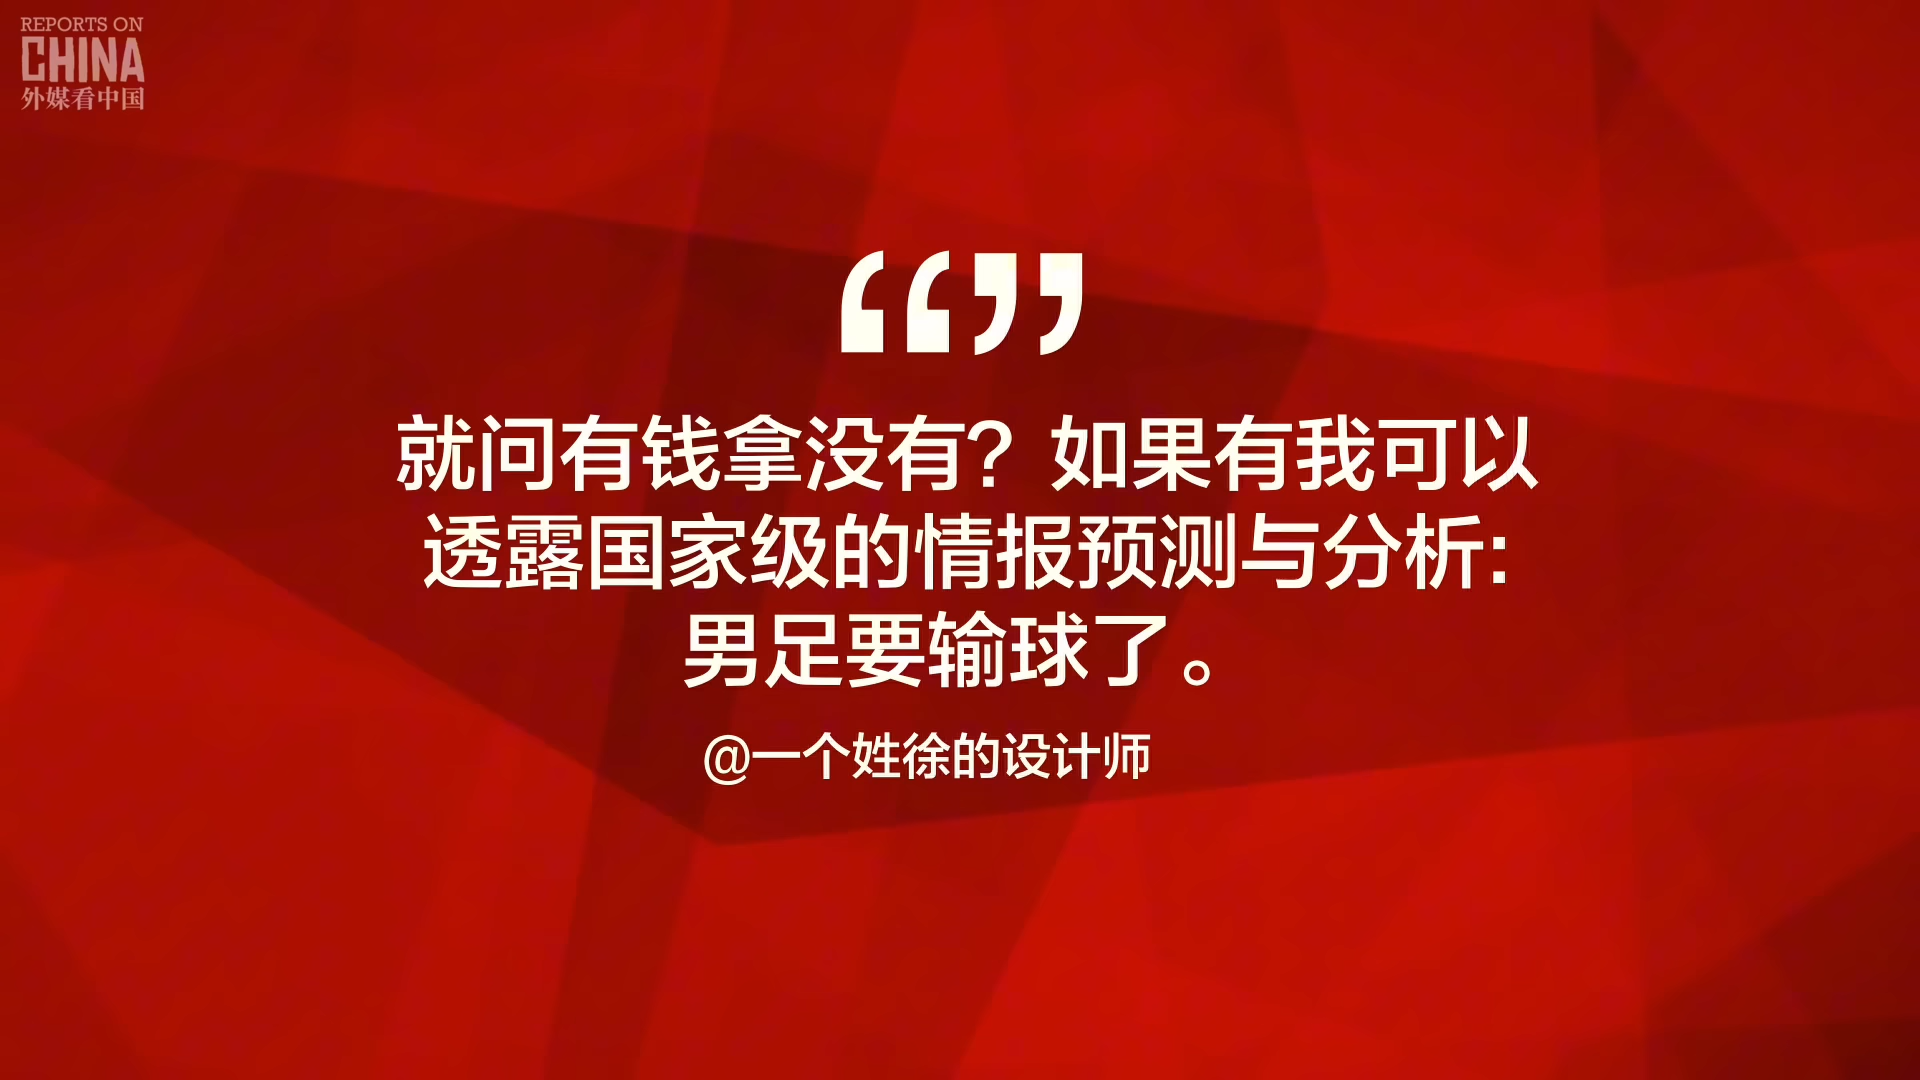 REPORTS ON
CHINA
外媒看中国
“”
就问有钱拿没有？如果有我可以
透露国家级的情报预测与分析:
男足要输球了。
@一个姓徐的设计师